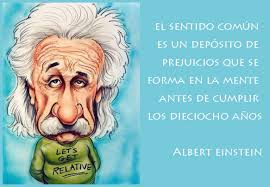 EL SENTIDO COMÚN
ES UN DEPÓSITO DE
PREJUICIOS QUE SE
FORMA EN LA MENTE
ANTES DE CUMPLIR
LOS DIECIOCHO AÑOS
ALBERT EINSTEIN
LET'S
GET
RELATIVE